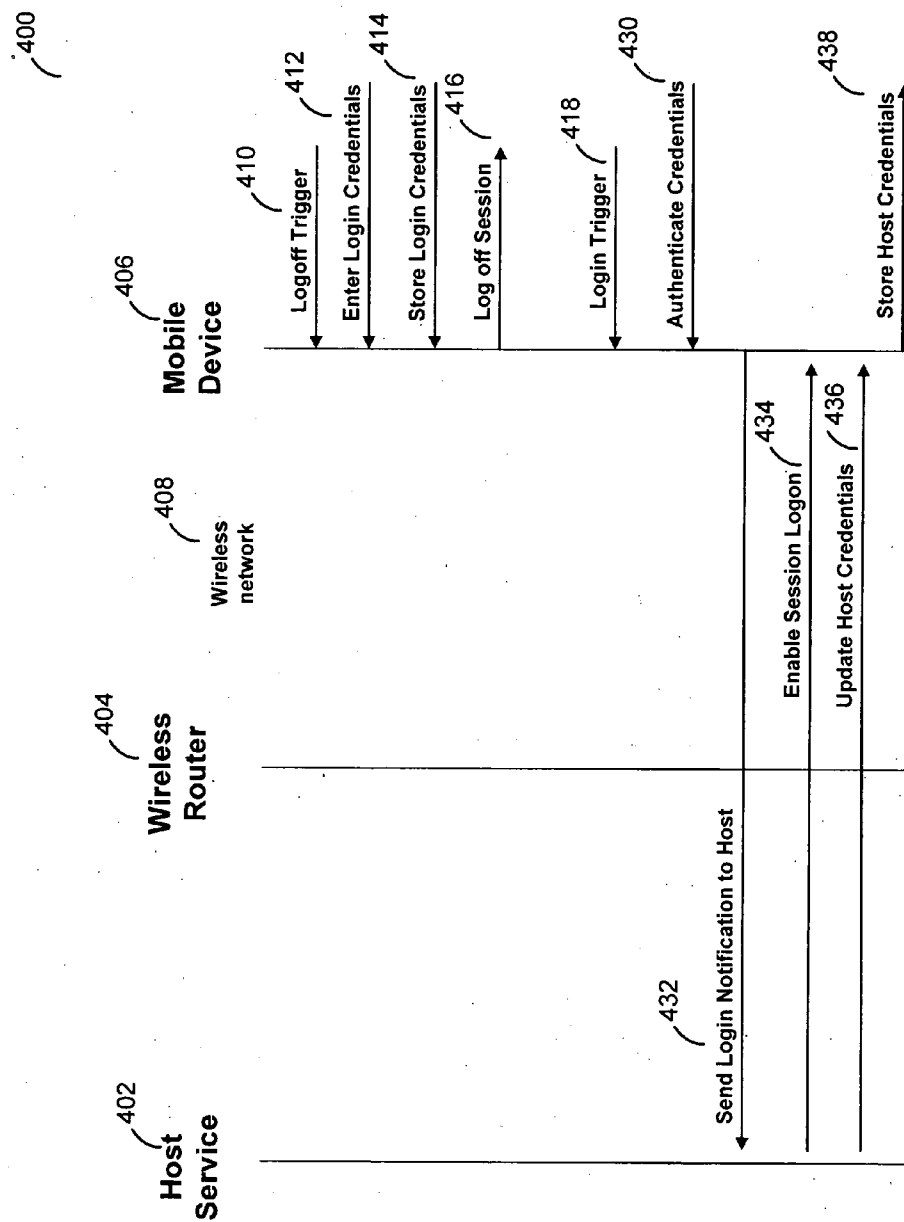 400
402
Host
Service
404
Wireless
Router
408
Wireless
network
406
Mobile
Device
410
Logoff Trigger
412
Enter Login Credentials
414
Store Login Credentials
416
Log off Session
418
Login Trigger
430
Authenticate Credentials
432
Send Login Notification to Host
434
Enable Session Logon
436
Update Host Credentials
438
Store Host Credentials